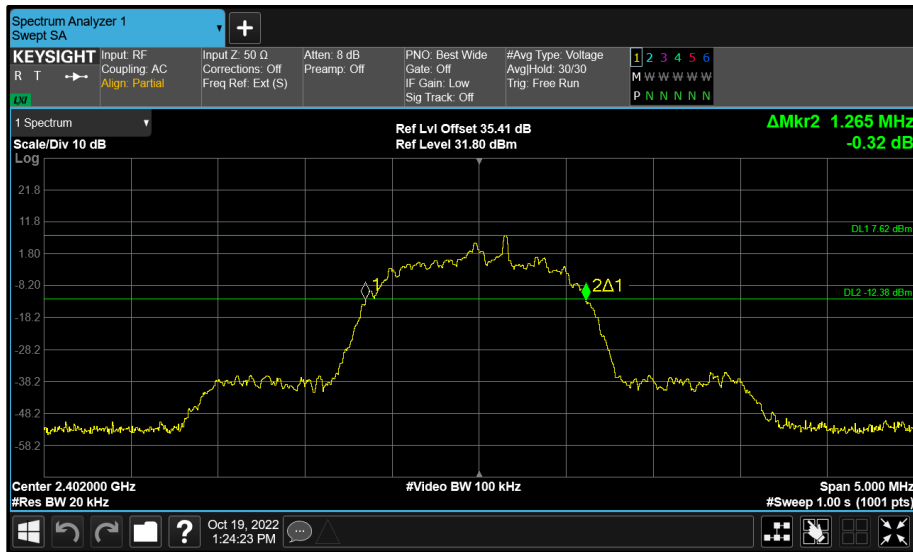 Spectrum Analyzer 1
Swept SA
+
KEYSIGHT
R T
LXI
Input: RF
Coupling: AC
Align: Partial
Input Z: 50 Ω
Corrections: Off
Freq Ref: Ext (S)
Atten: 8 dB
Preamp: Off
PNO: Best Wide
Gate: Off
IF Gain: Low
Sig Track: Off
#Avg Type: Voltage
Avg|Hold: 30/30
Trig: Free Run
1 2 3 4 5 6
M W W W W W
P N N N N N
1 Spectrum
Scale/Div 10 dB
Ref Lvl Offset 35.41 dB
Ref Level 31.80 dBm
ΔMkr2 1.265 MHz
-0.32 dB
Log
21.8
11.8
DL1 7.62 dBm
1.80
-8.20
1
2Δ1
DL2 -12.38 dBm
-18.2
-28.2
-38.2
-48.2
-58.2
Center 2.402000 GHz
#Video BW 100 kHz
Span 5.000 MHz
#Res BW 20 kHz
#Sweep 1.00 s (1001 pts)
?
Oct 19, 2022
1:24:23 PM